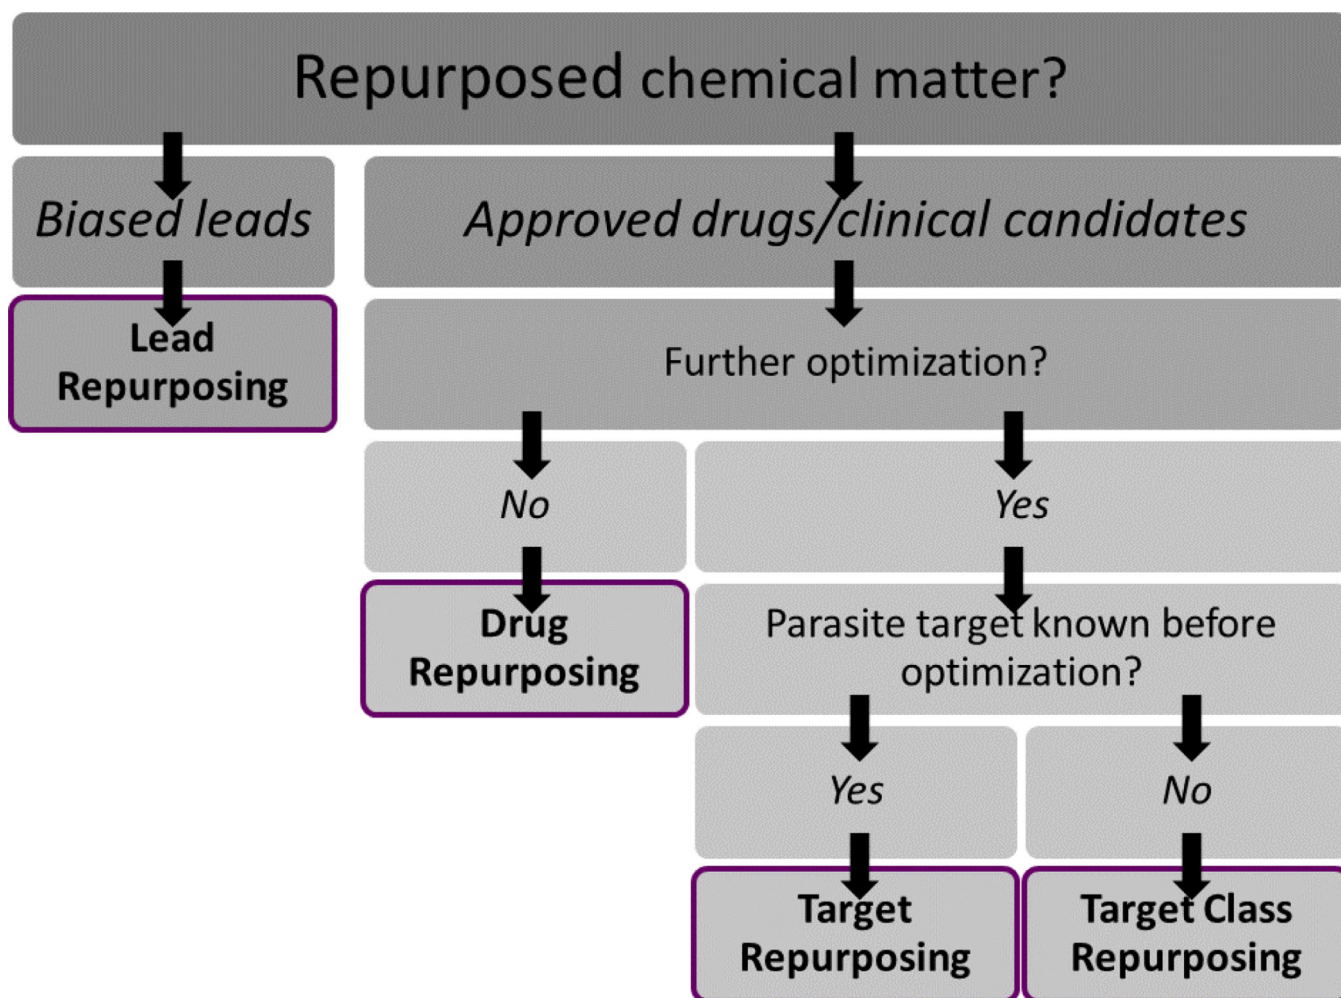 Repurposed chemical matter?
Biased leads
Approved drugs/clinical candidates
Lead
Repurposing
Further optimization?
No
Yes
Drug
Repurposing
Parasite target known before
optimization?
Yes
No
Target
Repurposing
Target Class
Repurposing